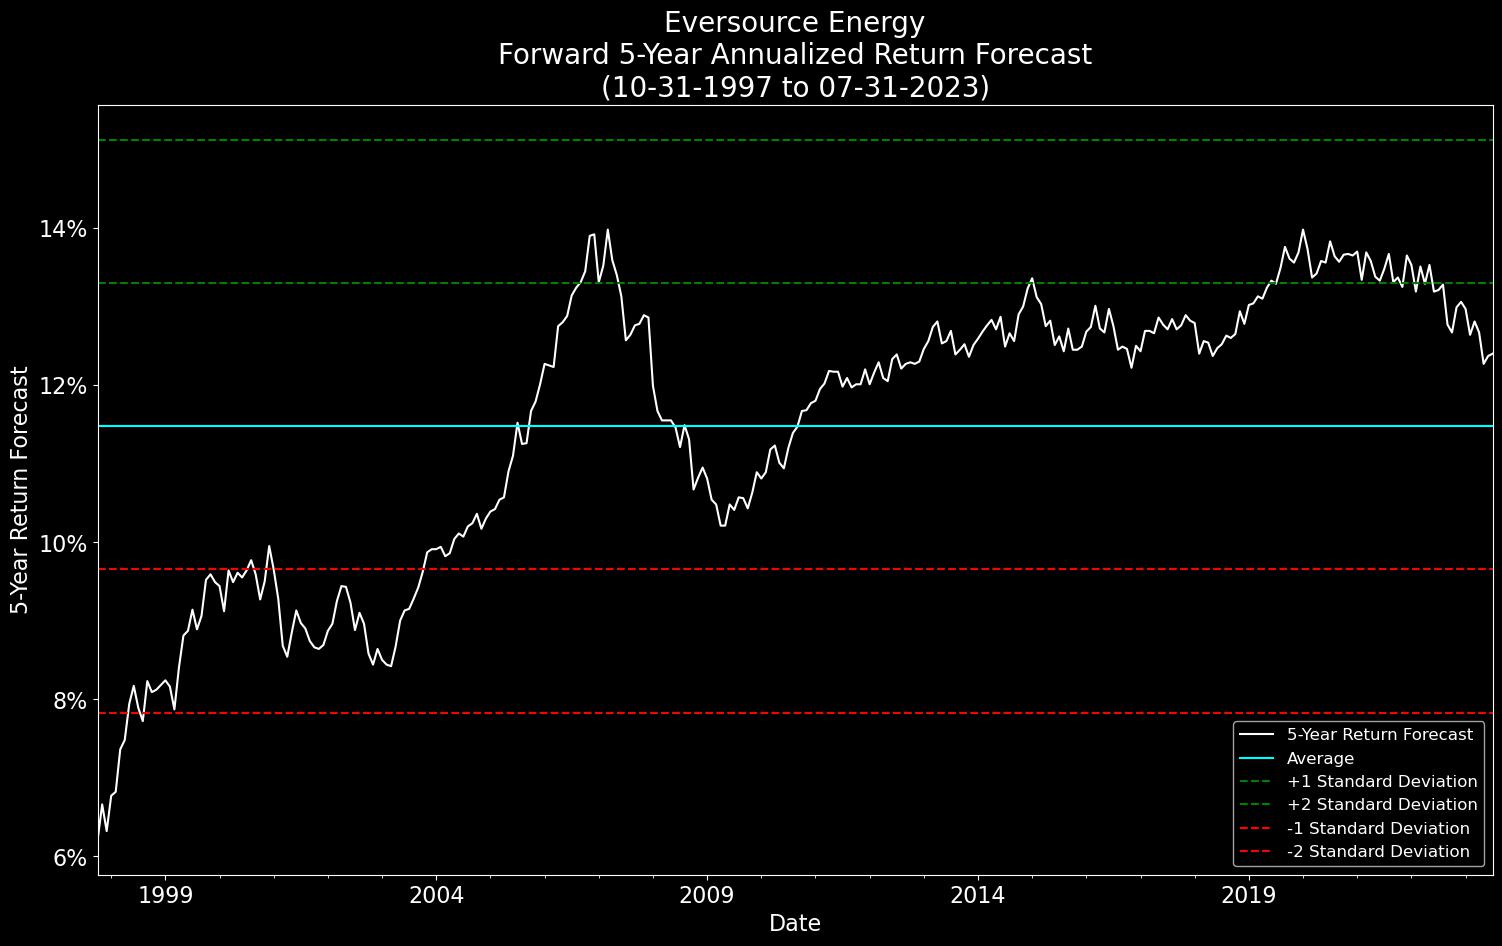 Eversource Energy
Forward 5-Year Annualized Return Forecast
(10-31-1997 to 07-31-2023)
5-Year Return Forecast
14%
12%
10%
8%
6%
1999
2004
2009
2014
2019
Date
5-Year Return Forecast
Average
+1 Standard Deviation
+2 Standard Deviation
-1 Standard Deviation
-2 Standard Deviation